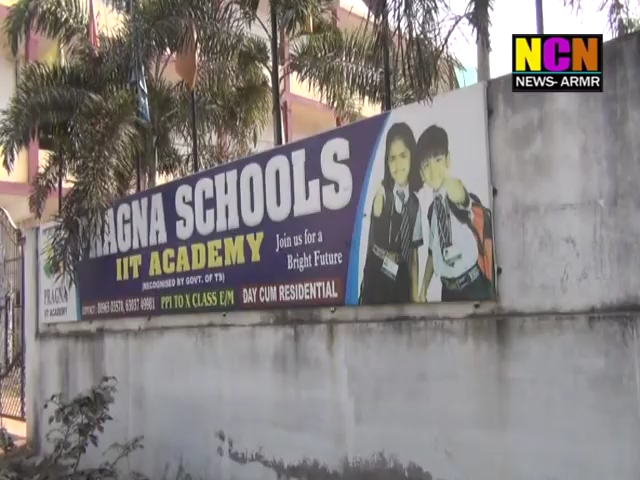 NCN
NEWS- ARMR
RAGNA SCHOOLS
IIT ACADEMY
(RECOGNISED BY GOVT. OF TS)
Join us for a
Bright Future
PPI TO X CLASS E/M
DAY CUM RESIDENTIAL
PRAGNA
IIT ACADEMY